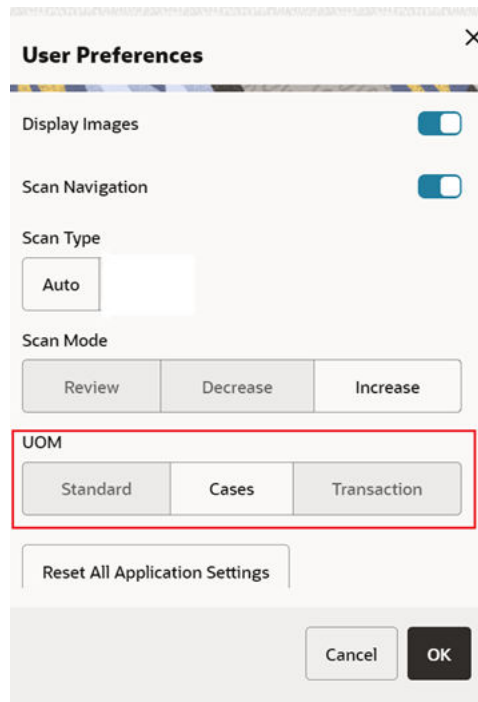 User Preferences
Display Images
Scan Navigation
Scan Type
Auto
Scan Mode
Review Decrease Increase
UOM
Standard Cases Transaction
Reset All Application Settings
Cancel OK